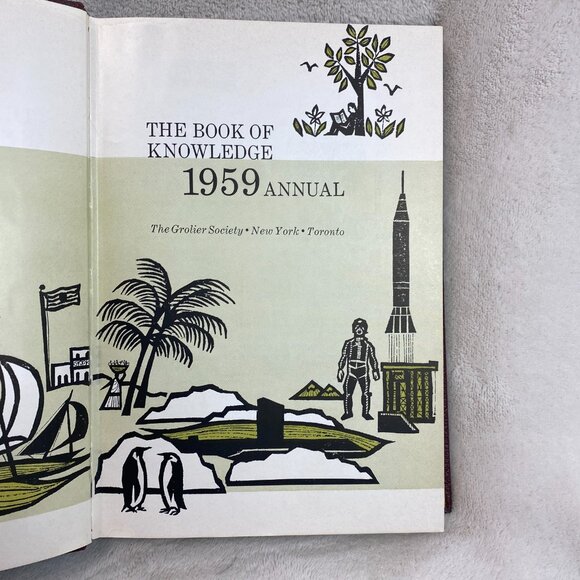 THE BOOK OF
KNOWLEDGE
1959 ANNUAL
The Grolier Society • New York • Toronto